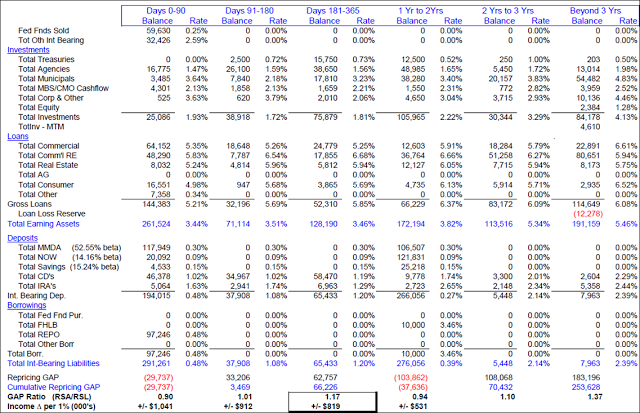 Days 0-90 Days 91-180 Days 181-365 1 Yr to 2Yrs 2 Yrs to 3 Yrs Beyond 3 Yrs
Balance Rate Balance Rate Balance Rate Balance Rate Balance Rate Balance Rate
Fed Fnds Sold 59,630 0.25% 0 0.00% 0 0.00% 0 0.00% 0 0.00% 0 0.00%
Tot Oth Int Bearing 32,426 2.59% 0 0.00% 0 0.00% 0 0.00% 0 0.00% 0 0.00%
Investments
Total Treasuries 0 0.00% 2,500 0.72% 15,750 0.73% 12,500 0.52% 250 1.00% 203 0.50%
Total Agencies 16,775 1.47% 26,100 1.59% 38,650 1.56% 48,985 1.65% 5,450 1.72% 13,014 1.98%
Total Municipals 3,485 3.64% 7,840 2.18% 17,810 3.23% 38,280 3.40% 20,157 3.83% 54,482 4.83%
Total MBS/CMO Cashflow 4,301 2.13% 1,858 2.13% 1,659 2.21% 1,550 2.31% 772 2.82% 3,959 2.52%
Total Corp & Other 525 3.63% 620 3.79% 2,010 2.06% 4,650 3.04% 3,715 2.93% 10,136 4.46%
Total Equity 2,384 1.28%
Total Investments 25,086 1.93% 38,918 1.72% 75,879 1.81% 105,965 2.22% 30,344 3.29% 84,178 4.13%
TotInv - MTM 4,610
Loans
Total Commercial 64,152 5.35% 18,648 5.26% 24,779 5.25% 12,603 5.91% 18,284 5.79% 22,891 6.61%
Total Comm'l RE 48,290 5.83% 7,787 6.54% 17,855 6.68% 36,764 6.66% 51,258 6.27% 80,651 5.94%
Total Real Estate 8,032 5.24% 4,814 5.96% 5,812 5.94% 12,127 6.05% 7,715 5.94% 8,173 5.75%
Total AG 0 0.00% 0 0.00% 0 0.00% 0 0.00% 0 0.00% 0 0.00%
Total Consumer 16,551 4.98% 947 5.68% 3,865 5.69% 4,735 6.13% 5,914 5.71% 2,935 6.52%
Total Other 7,358 0.34% 0 0.00% 0 0.00% 0 0.00% 0 0.00% 0 0.00%
Gross Loans 144,383 5.21% 32,196 5.69% 52,310 5.85% 66,229 6.37% 83,172 6.09% 114,649 6.08%
Loan Loss Reserve (12,278)
Total Earning Assets 261,524 3.44% 71,114 3.51% 128,190 3.46% 172,194 3.82% 113,516 5.34% 191,159 5.46%
Deposits
Total MMDA (52.55% beta) 117,949 0.30% 0 0.30% 0 0.30% 106,507 0.30% 0 0.00% 0 0.00%
Total NOW (14.16% beta) 20,092 0.09% 0 0.09% 0 0.09% 121,831 0.09% 0 0.00% 0 0.00%
Total Savings (15.24% beta) 4,533 0.15% 0 0.15% 0 0.15% 25,218 0.15% 0 0.00% 0 0.00%
Total CD's 46,378 1.02% 34,967 1.02% 58,470 1.19% 9,778 1.74% 3,300 2.01% 2,604 2.29%
Total IRA's 5,064 1.63% 2,941 1.74% 6,963 1.29% 2,723 2.65% 2,148 2.34% 5,358 2.44%
Int. Bearing Dep. 194,015 0.48% 37,908 1.08% 65,433 1.20% 266,056 0.27% 5,448 2.14% 7,963 2.39%
Borrowings
Total Fed Fnd Pur. 0 0.00% 0 0.00% 0 0.00% 0 0.00% 0 0.00% 0 0.00%
Total FHLB 0 0.00% 0 0.00% 0 0.00% 10,000 3.46% 0 0.00% 0 0.00%
Total REPO 97,246 0.48% 0 0.00% 0 0.00% 0 0.00% 0 0.00% 0 0.00%
Total Other Borr 0 0.00% 0 0.00% 0 0.00% 0 0.00% 0 0.00% 0 0.00%
Total Borr. 97,246 0.48% 0 0.00% 0 0.00% 10,000 3.46% 0 0.00% 0 0.00%
Total Int-Bearing Liabilities 291,261 0.48% 37,908 1.08% 65,433 1.20% 276,056 0.39% 5,448 2.14% 7,963 2.39%
Repricing GAP (29,737) 33,206 62,757 (103,862) 108,068 183,196
Cumulative Repricing GAP (29,737) 3,469 66,226 (37,636) 70,432 253,628
GAP Ratio (RSA/RSL) 0.90 1.01 1.17 0.94 1.10 1.37
Income Δ per 1% (000's) +/- $1,041 +/- $912 +/- $819 +/- $531